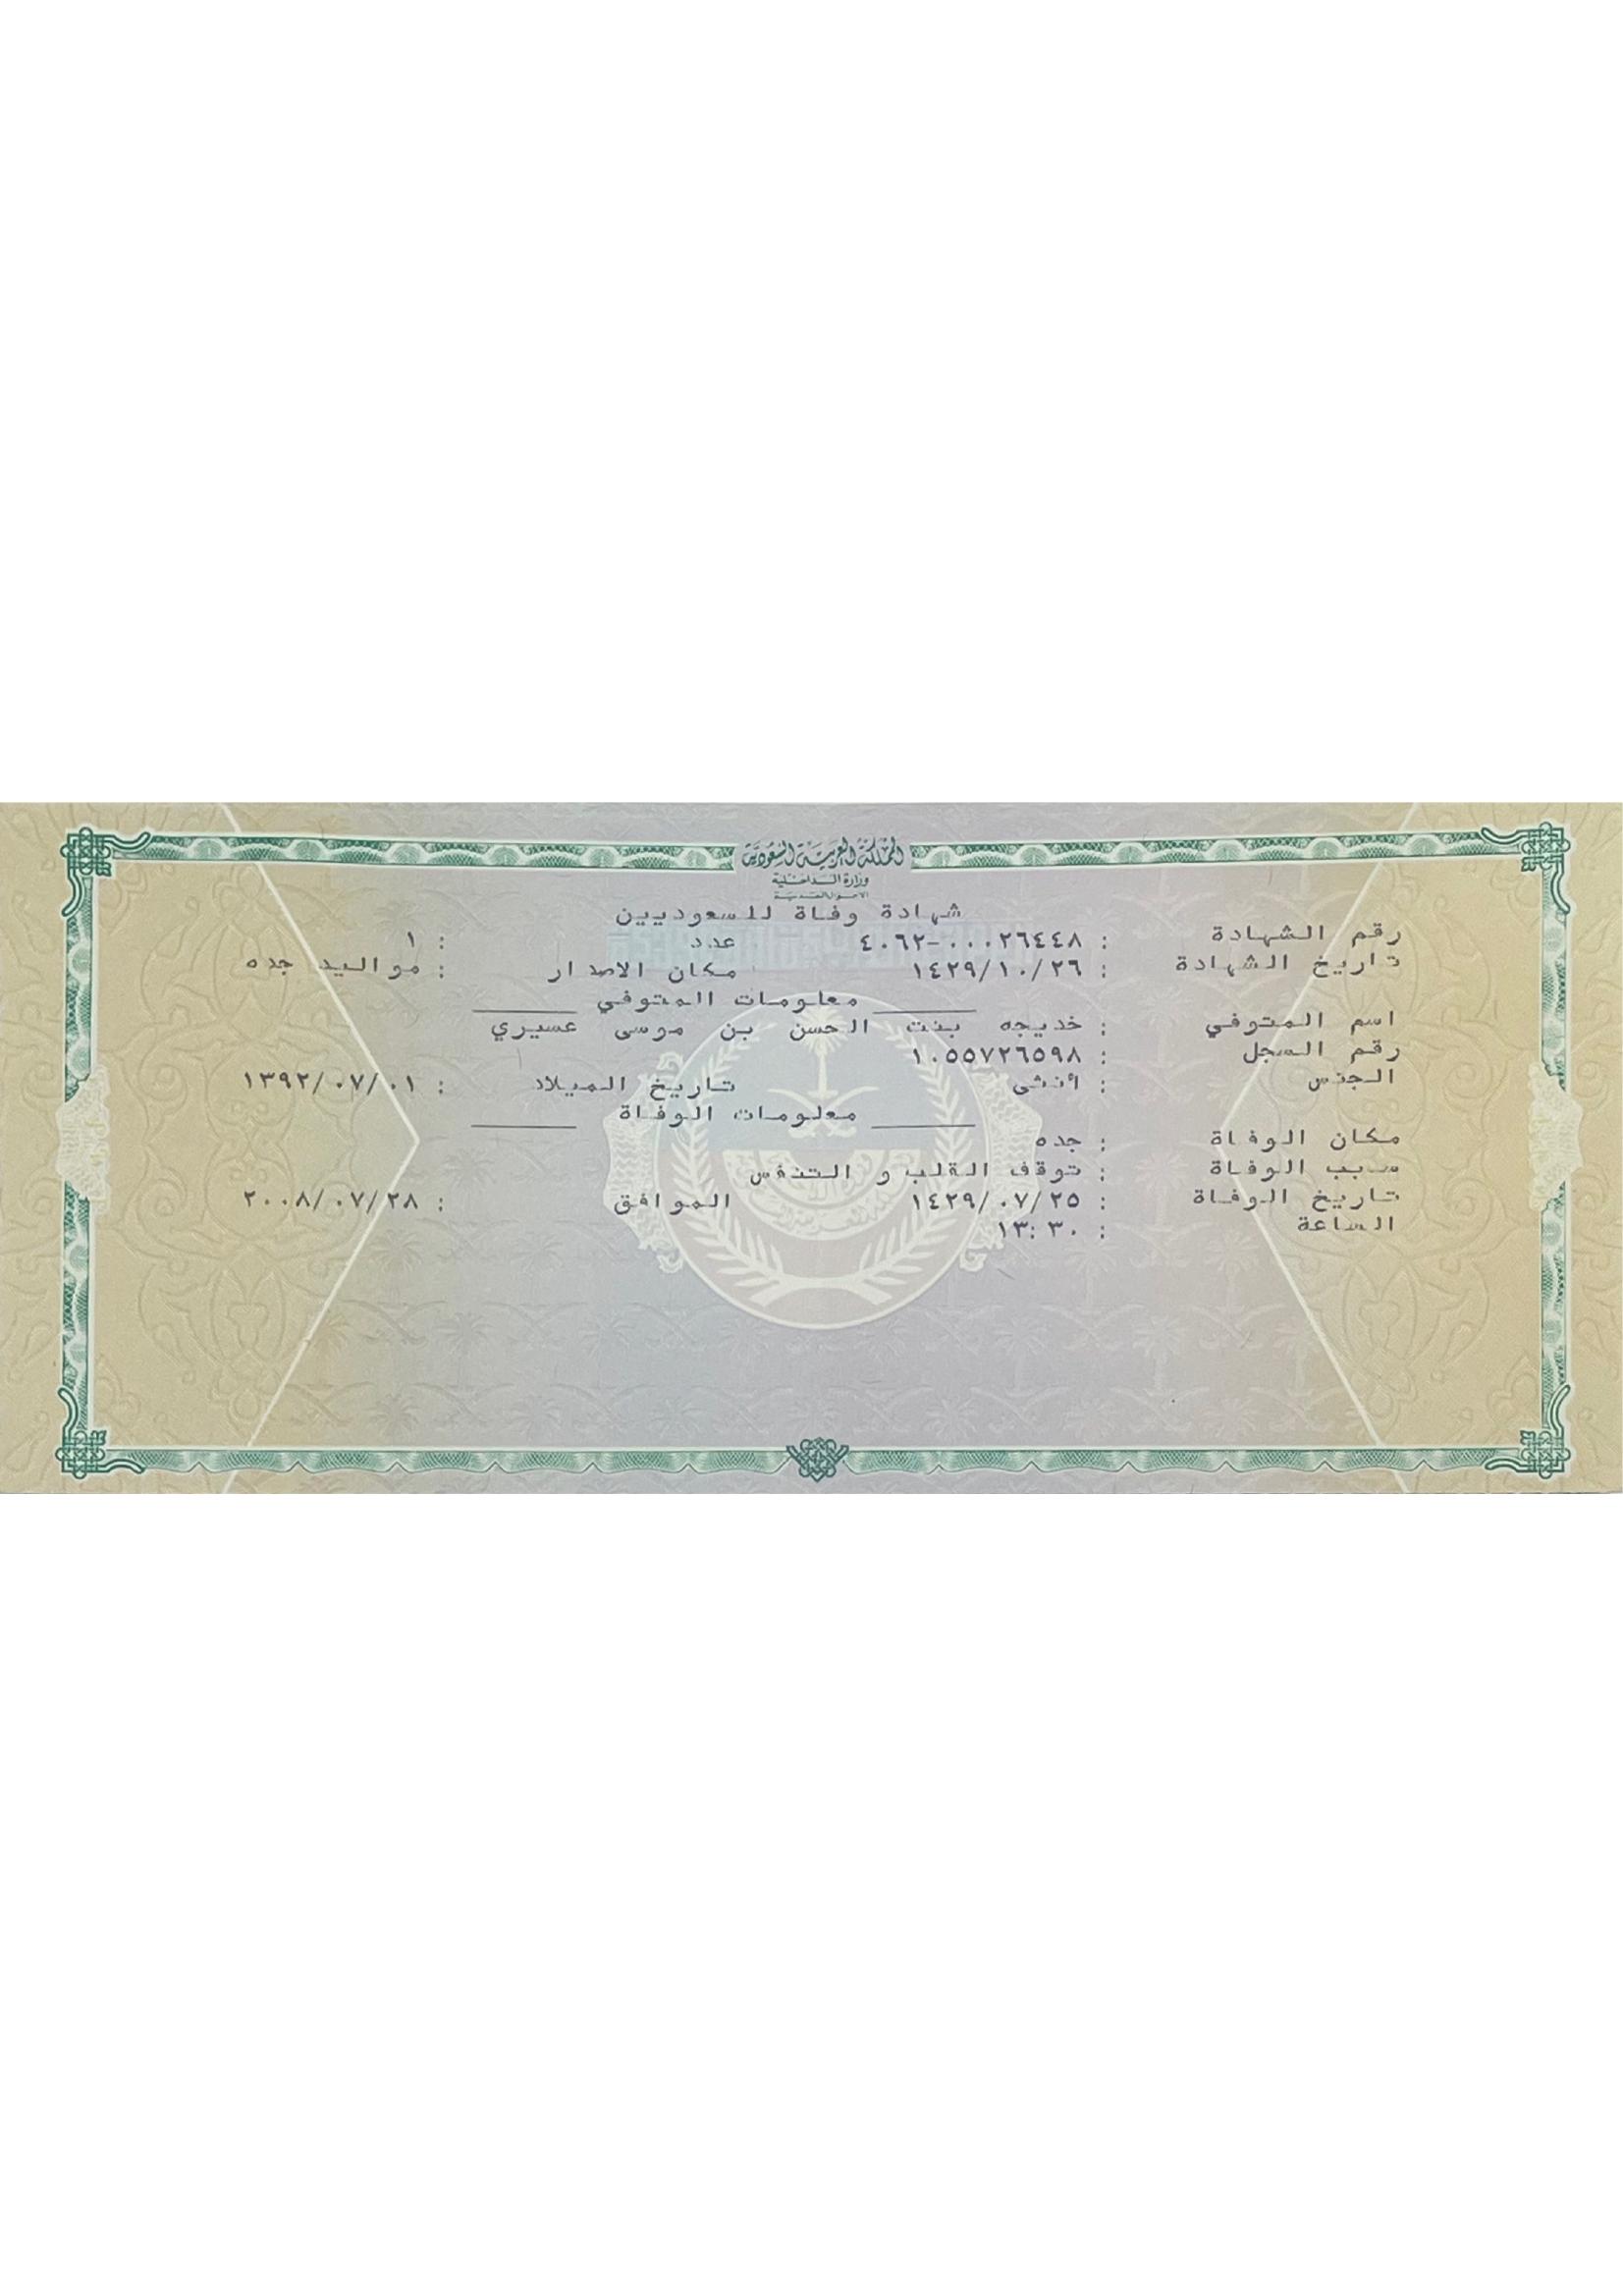 المملكة العربية السعودية
وزارة الداخلية
الأحوال المدنية
شهادة وفاة للسعوديين
رقم الشهادة : ٤٠٦٢-٠٠٠٢٦٤٤٨ عدد : ١
تاريخ الشهادة : ١٤٢٩/١٠/٢٦ مكان الاصدار : مواليد جده
معلومات المتوفي
اسم المتوفي : خديجه بنت الحسن بن موسى عسيري
رقم السجل : ١٠٥٥٧٢٦٥٩٨
الجنس : أنثى تاريخ الميلاد : ١٣٩٢/٠٧/٠١
معلومات الوفاة
مكان الوفاة : جده
سبب الوفاة : توقف القلب و التنفس
تاريخ الوفاة : ١٤٢٩/٠٧/٢٥ الموافق : ٢٠٠٨/٠٧/٢٨
الساعة : ١٣:٣٠